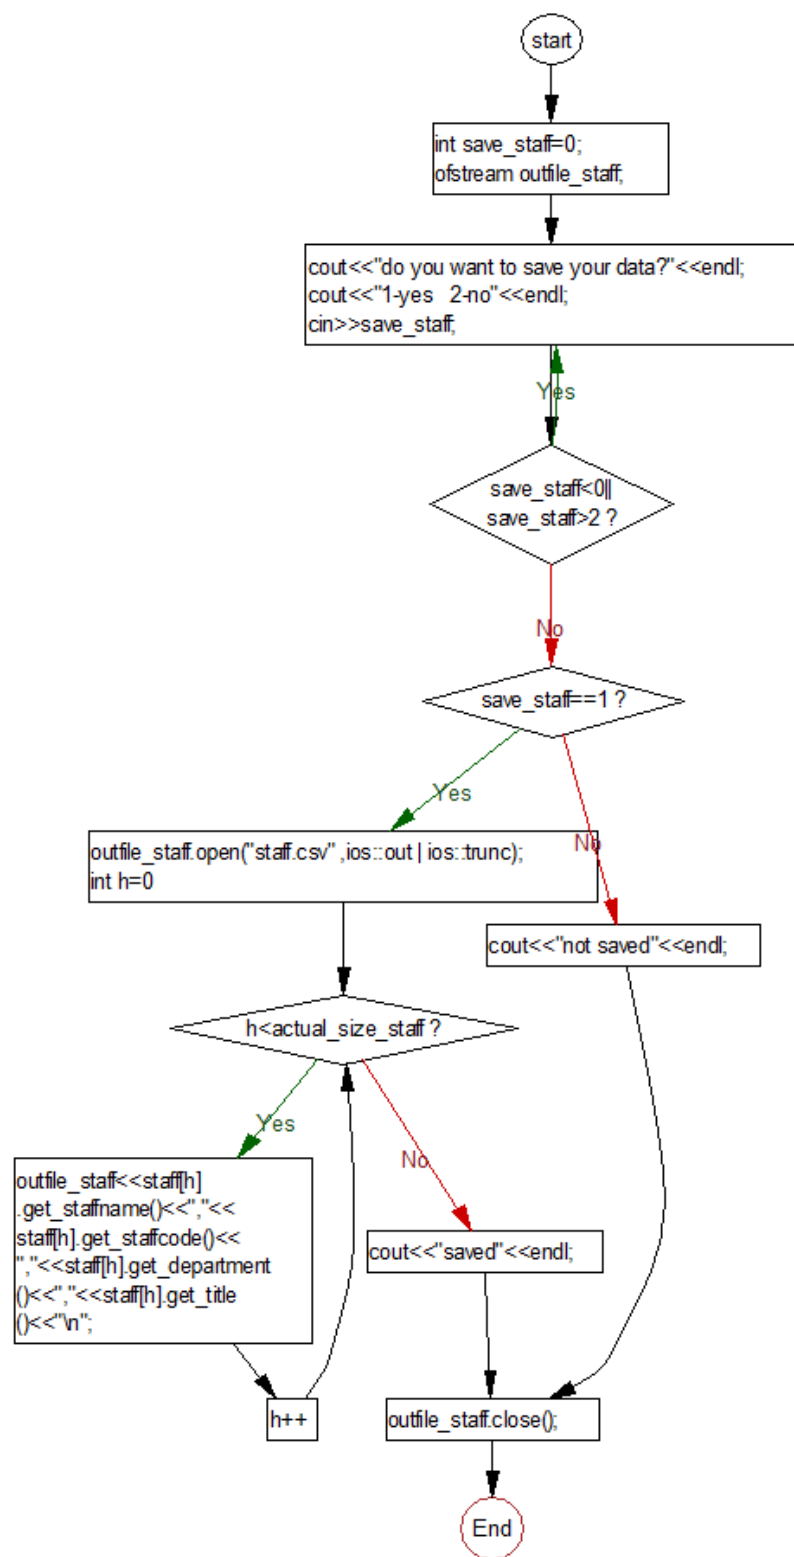 start
int save_staff=0;
ofstream outfile_staff;
cout<<"do you want to save your data?"<<endl;
cout<<"1-yes   2-no"<<endl;
cin>>save_staff;
Yes
save_staff<0||
save_staff>2 ?
No
save_staff==1 ?
Yes
No
outfile_staff.open("staff.csv" ,ios::out | ios::trunc);
int h=0
cout<<"not saved"<<endl;
h<actual_size_staff ?
Yes
No
outfile_staff<<staff[h]
.get_staffname()<<","<<
staff[h].get_staffcode()<<
","<<staff[h].get_department
()<<","<<staff[h].get_title
()<<"\n";
cout<<"saved"<<endl;
h++
outfile_staff.close();
End